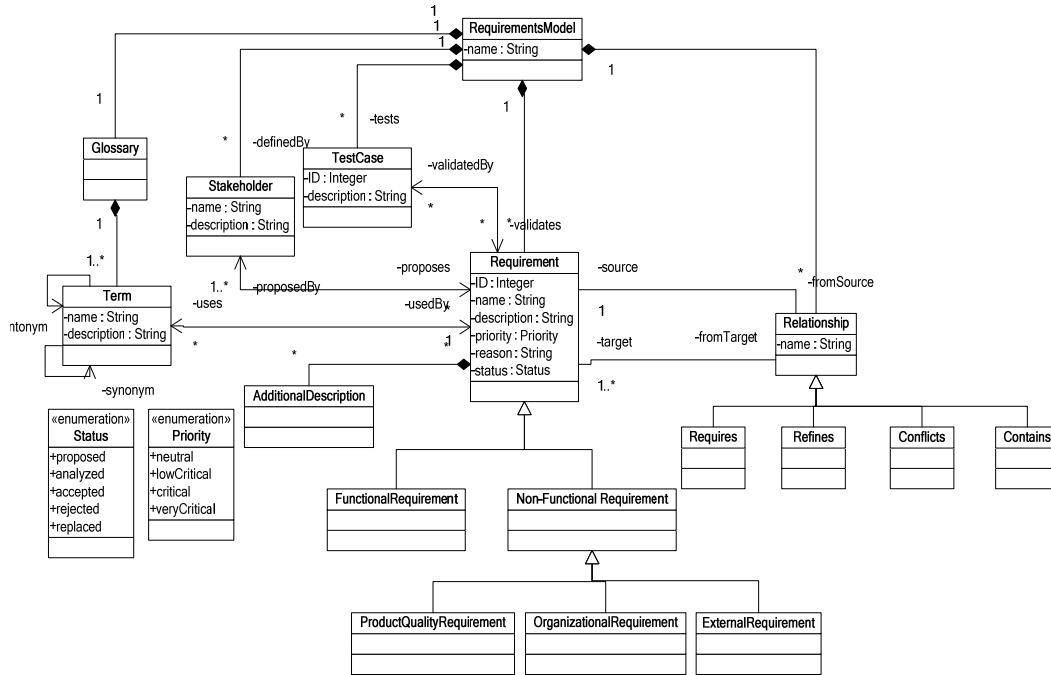 1
RequirementsModel
1
-name : String
1
1
1
1
*
-tests
*
-definedBy
Glossary
TestCase
-ID : Integer
-description : String
-validatedBy
Stakeholder
-name : String
-description : String
*
*
*
-validates
1
1..*
Requirement
-ID : Integer
-name : String
-description : String
priority : Priority
-reason : String
-status : Status
-source
*
-fromSource
1..*
-proposedBy
-proposes
Term
-name : String
-description : String
-uses
-usedBy
*
1
Relationship
-name : String
ntonym
*
*
1
-target
-fromTarget
1..*
*
-synonym
AdditionalDescription
«enumeration»
Status
+proposed
+analyzed
+accepted
+rejected
+replaced
«enumeration»
Priority
+neutral
+lowCritical
+critical
+veryCritical
Requires
Refines
Conflicts
Contains
FunctionalRequirement
Non-Functional Requirement
ProductQualityRequirement
OrganizationalRequirement
ExternalRequirement